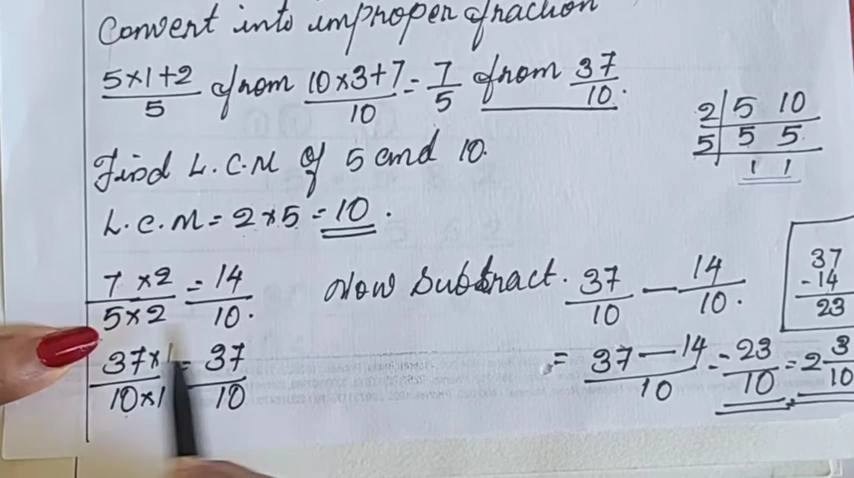 Convert into improper fraction
5×1+2/5 from 10×3+7/10 = 7/5 from 37/10.
2 | 5 10
5 | 5 5
1 1
Find L.C.M of 5 and 10.
L.C.M = 2×5 = 10.
7×2/5×2 = 14/10.
Now Subtract. 37/10 — 14/10.
37
-14
23
37×1/10×1 = 37/10
= 37—14/10 = 23/10 = 2 3/10